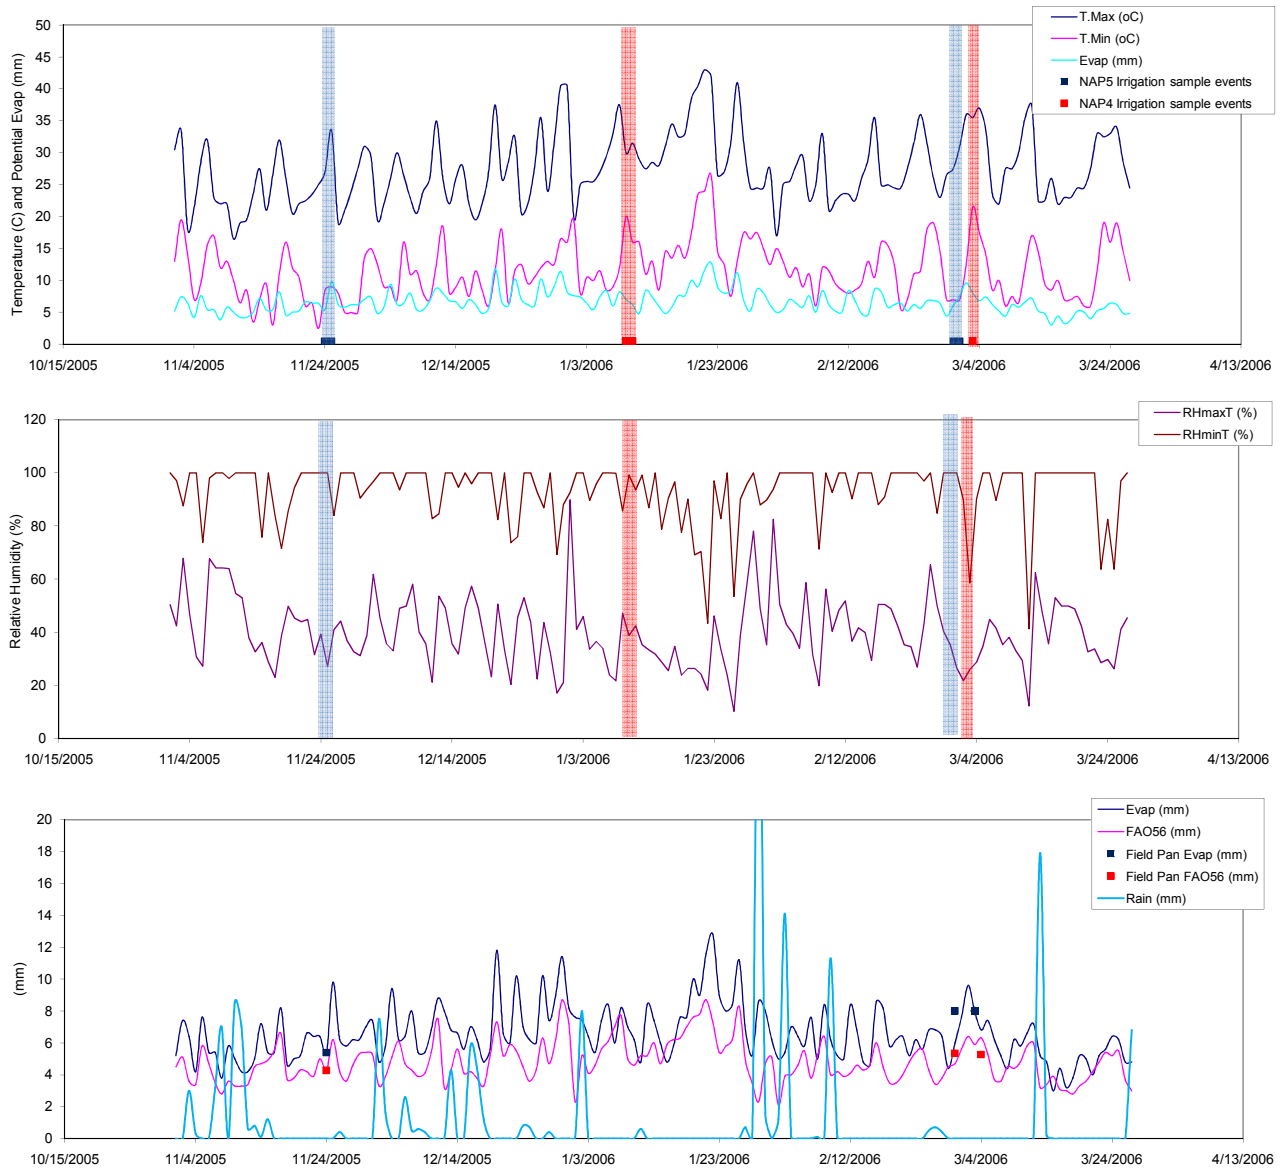 50
45
40
35
30
25
20
15
10
5
0
Temperature (C) and Potential Evap (mm)
T.Max (oC)
T.Min (oC)
Evap (mm)
NAP5 Irrigation sample events
NAP4 Irrigation sample events
10/15/2005 11/4/2005 11/24/2005 12/14/2005 1/3/2006 1/23/2006 2/12/2006 3/4/2006 3/24/2006 4/13/2006
120
100
80
60
40
20
0
Relative Humidity (%)
RHmaxT (%)
RHminT (%)
10/15/2005 11/4/2005 11/24/2005 12/14/2005 1/3/2006 1/23/2006 2/12/2006 3/4/2006 3/24/2006 4/13/2006
20
18
16
14
12
10
8
6
4
2
0
(mm)
Evap (mm)
FAO56 (mm)
Field Pan Evap (mm)
Field Pan FAO56 (mm)
Rain (mm)
10/15/2005 11/4/2005 11/24/2005 12/14/2005 1/3/2006 1/23/2006 2/12/2006 3/4/2006 3/24/2006 4/13/2006